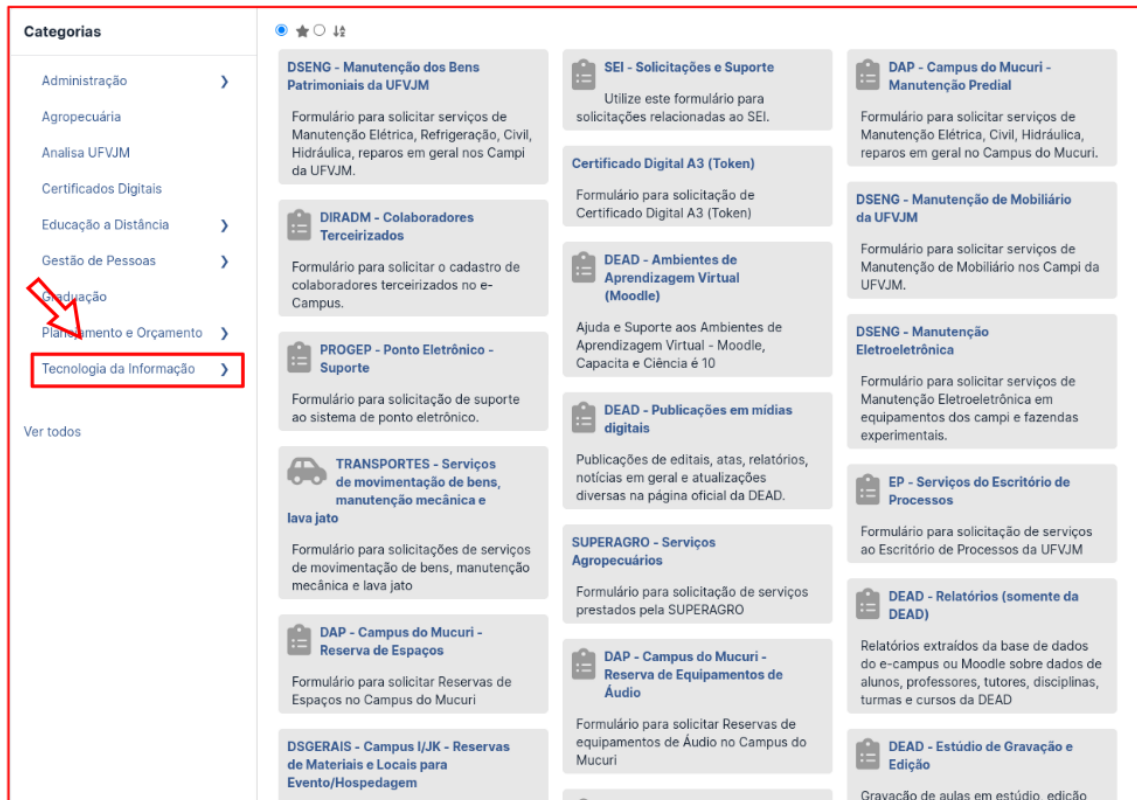 Categorias
Administração
Agropecuária
Analisa UFVJM
Certificados Digitais
Educação a Distância
Gestão de Pessoas
Graduação
Planejamento e Orçamento
Tecnologia da Informação
Ver todos
DSENG - Manutenção dos Bens
Patrimoniais da UFVJM
Formulário para solicitar serviços de
Manutenção Elétrica, Refrigeração, Civil,
Hidráulica, reparos em geral nos Campi
da UFVJM.
DIRADM - Colaboradores
Terceirizados
Formulário para solicitar o cadastro de
colaboradores terceirizados no e-
Campus.
PROGEP - Ponto Eletrônico -
Suporte
Formulário para solicitação de suporte
ao sistema de ponto eletrônico.
TRANSPORTES - Serviços
de movimentação de bens,
manutenção mecânica e
lava jato
Formulário para solicitações de serviços
de movimentação de bens, manutenção
mecânica e lava jato
DAP - Campus do Mucuri -
Reserva de Espaços
Formulário para solicitar Reservas de
Espaços no Campus do Mucuri
DSGERAIS - Campus I/JK - Reservas
de Materiais e Locais para
Evento/Hospedagem
SEI - Solicitações e Suporte
Utilize este formulário para
solicitações relacionadas ao SEI.
Certificado Digital A3 (Token)
Formulário para solicitação de
Certificado Digital A3 (Token)
DEAD - Ambientes de
Aprendizagem Virtual
(Moodle)
Ajuda e Suporte aos Ambientes de
Aprendizagem Virtual - Moodle,
Capacita e Ciência é 10
DEAD - Publicações em mídias
digitais
Publicações de editais, atas, relatórios,
notícias em geral e atualizações
diversas na página oficial da DEAD.
SUPERAGRO - Serviços
Agropecuários
Formulário para solicitação de serviços
prestados pela SUPERAGRO
DAP - Campus do Mucuri -
Reserva de Equipamentos de
Áudio
Formulário para solicitar Reservas de
equipamentos de Áudio no Campus do
Mucuri
DAP - Campus do Mucuri -
Manutenção Predial
Formulário para solicitar serviços de
Manutenção Elétrica, Civil, Hidráulica,
reparos em geral no Campus do Mucuri.
DSENG - Manutenção de Mobiliário
da UFVJM
Formulário para solicitar serviços de
Manutenção de Mobiliário nos Campi da
UFVJM.
DSENG - Manutenção
Eletroeletrônica
Formulário para solicitar serviços de
Manutenção Eletroeletrônica em
equipamentos dos campi e fazendas
experimentais.
EP - Serviços do Escritório de
Processos
Formulário para solicitação de serviços
ao Escritório de Processos da UFVJM
DEAD - Relatórios (somente da
DEAD)
Relatórios extraídos da base de dados
do e-campus ou Moodle sobre dados de
alunos, professores, tutores, disciplinas,
turmas e cursos da DEAD
DEAD - Estúdio de Gravação e
Edição
Gravação de aulas em estúdio, edição